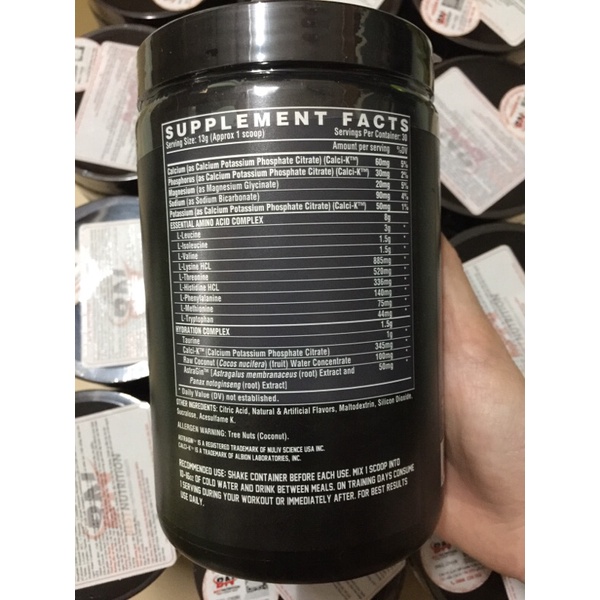 SUPPLEMENT FACTS
Serving Size: 13g (Approx 1 scoop) Servings Per Container: 30
Amount per serving %DV
Calcium (as Calcium Potassium Phosphate Citrate) (Calci-K™) 60mg 5%
Phosphorus (as Calcium Potassium Phosphate Citrate) (Calci-K™) 30mg 2%
Magnesium (as Magnesium Glycinate) 20mg 5%
Sodium (as Sodium Bicarbonate) 90mg 4%
Potassium (as Calcium Potassium Phosphate Citrate) (Calci-K™) 50mg 1%
ESSENTIAL AMINO ACID COMPLEX 8g
L-Leucine 3g *
L-Isoleucine 1.5g *
L-Valine 1.5g *
L-Lysine HCL 885mg *
L-Threonine 520mg *
L-Histidine HCL 336mg *
L-Phenylalanine 140mg *
L-Methionine 75mg *
L-Tryptophan 44mg *
HYDRATION COMPLEX 1.5g
Taurine 1g *
Calci-K™ (Calcium Potassium Phosphate Citrate) 345mg *
Raw Coconut (Cocos nucifera) (fruit) Water Concentrate 100mg *
AstraGin™ [Astragalus membranaceus (root) Extract and 50mg *
Panax notoginseng (root) Extract]
* Daily Value (DV) not established.
OTHER INGREDIENTS: Citric Acid, Natural & Artificial Flavors, Maltodextrin, Silicon Dioxide,
Sucralose, Acesulfame K.
ALLERGEN WARNING: Tree Nuts (Coconut).
ASTRAGIN™ IS A REGISTERED TRADEMARK OF NULIV SCIENCE USA INC.
CALCI-K™ IS A TRADEMARK OF ALBION LABORATORIES, INC.
RECOMMENDED USE: SHAKE CONTAINER BEFORE EACH USE. MIX 1 SCOOP INTO
10-16oz OF COLD WATER AND DRINK BETWEEN MEALS. ON TRAINING DAYS CONSUME
1 SERVING DURING YOUR WORKOUT OR IMMEDIATELY AFTER. FOR BEST RESULTS
USE DAILY.
BN
NUTRITION
BN